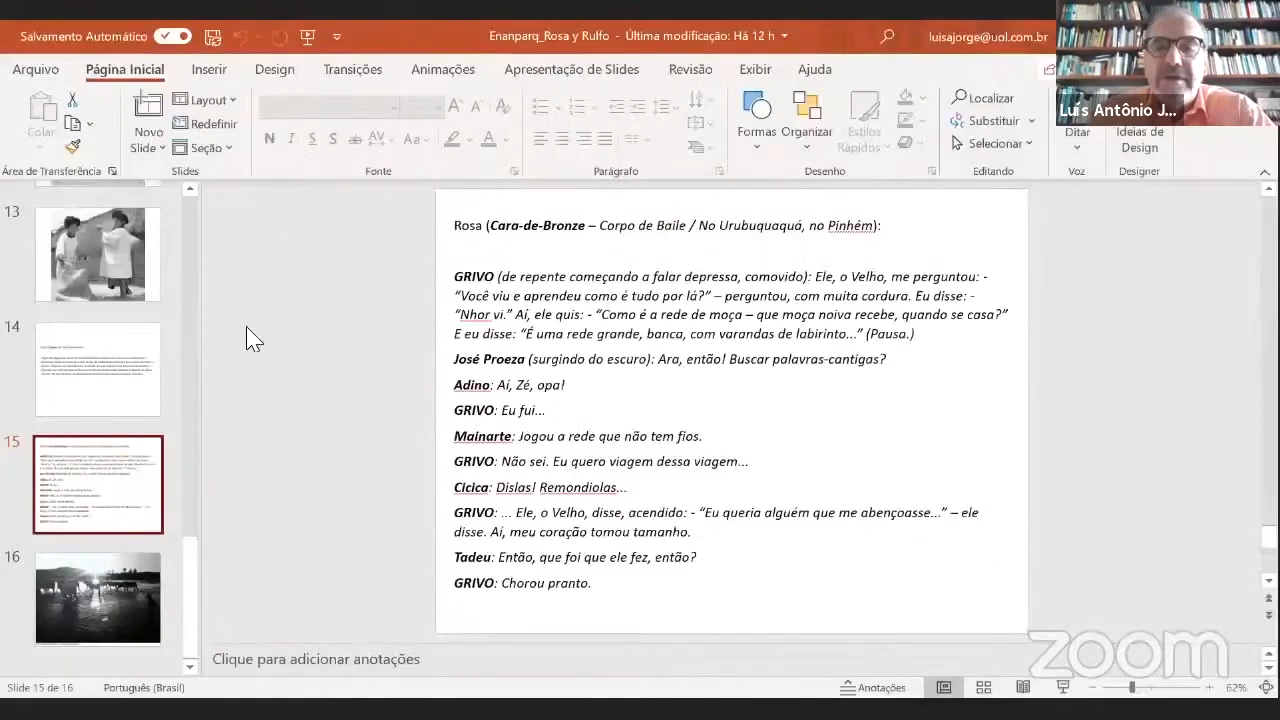 Salvamento Automático
Enanparq_Rosa y Rulfo - Última modificação: Há 12 h
luisajorge@uol.com.br
Arquivo Página Inicial Inserir Design Transições Animações Apresentação de Slides Revisão Exibir Ajuda
Luís Antônio J...
Colar
Novo
Slide
Layout
Redefinir
Seção
N I S
Aa
Formas Organizar Estilos
Rápidos
Localizar
Substituir
Selecionar
Ditar
Ideias de
Design
Área de Transferência Slides Fonte Parágrafo Desenho Editando Voz Designer
13
14
15
16
Rosa (Cara-de-Bronze – Corpo de Baile / No Urubuquaquá, no Pinhém):
GRIVO (de repente começando a falar depressa, comovido): Ele, o Velho, me perguntou: -
“Você viu e aprendeu como é tudo por lá?” – perguntou, com muita cordura. Eu disse: -
“Nhor vi.” Aí, ele quis: - “Como é a rede de moça – que moça noiva recebe, quando se casa?”
E eu disse: “É uma rede grande, branca, com varandas de labirinto...” (Pausa.)
José Proeza (surgindo do escuro): Ara, então! Buscar palavras-cantigas?
Adino: Aí, Zé, opa!
GRIVO: Eu fui...
Mainarte: Jogou a rede que não tem fios.
GRIVO: Não sei. Eu quero viagem dessa viagem...
Cicica: Dislal Remondiolas...
GRIVO: ... Ele, o Velho, disse, acendido: - “Eu queria alguém que me abençoasse...” – ele
disse. Aí, meu coração tomou tamanho.
Tadeu: Então, que foi que ele fez, então?
GRIVO: Chorou pranto.
zoom
Clique para adicionar anotações
Slide 15 de 16 Português (Brasil) Anotações 62%